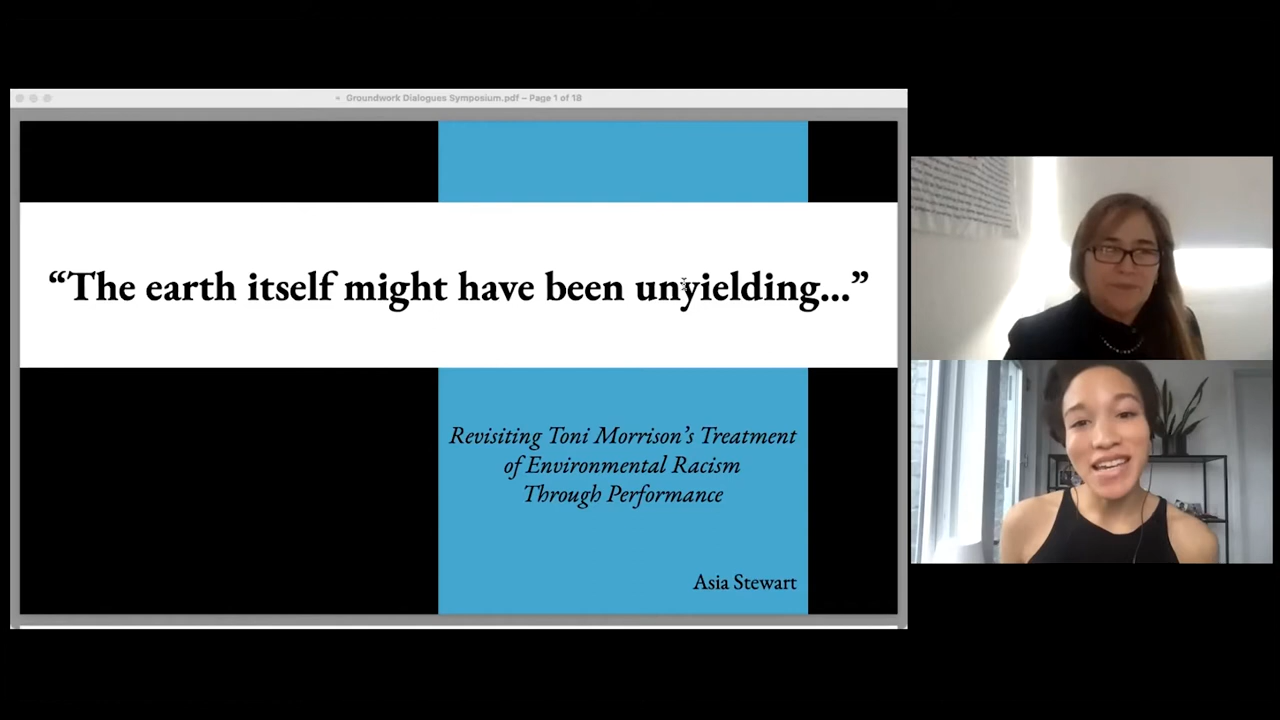 Groundwork Dialogues Symposium.pdf – Page 1 of 18
“The earth itself might have been unyielding...”
Revisiting Toni Morrison’s Treatment
of Environmental Racism
Through Performance
Asia Stewart